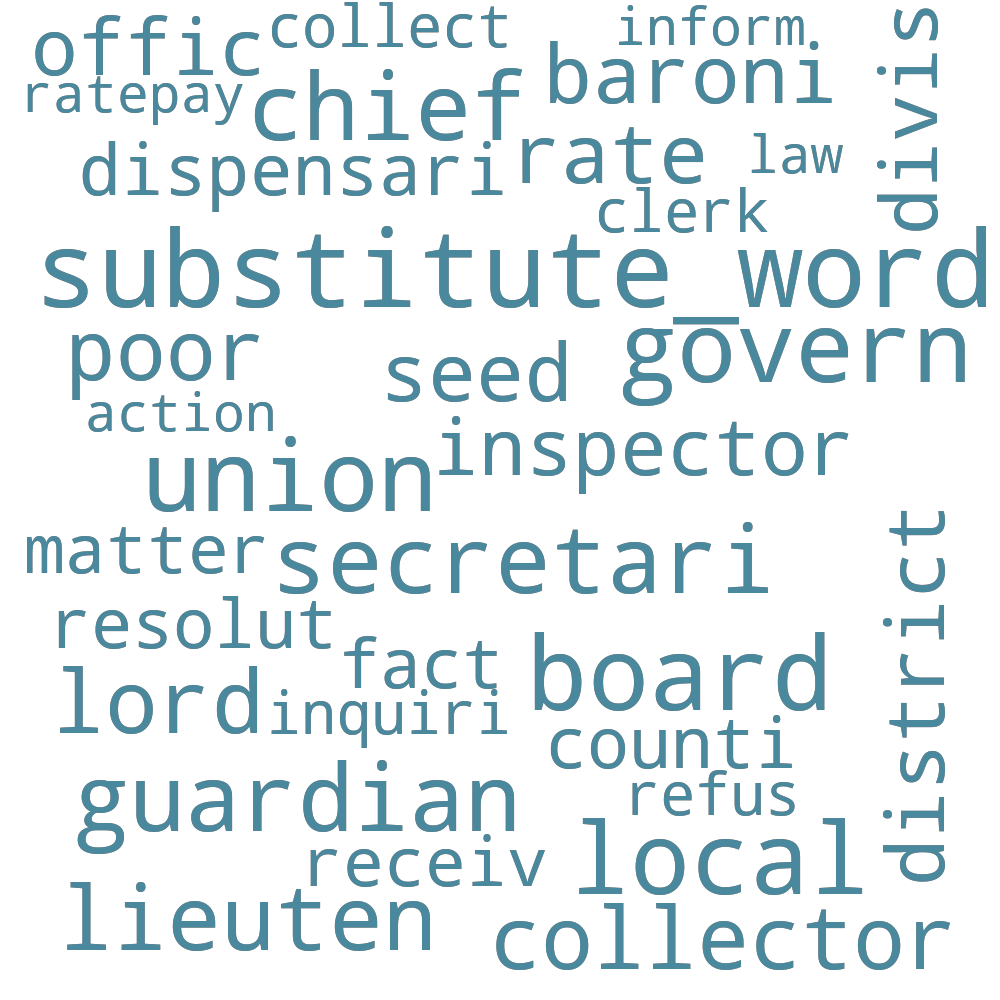 offic collect inform
ratepay chief baroni divis
dispensari rate law
clerk
substitute_word
poor seed govern
action
union inspector
matter secretari district
resolut
fact board
lord inquiri
counti
guardian refus
receiv local
lieuten collector